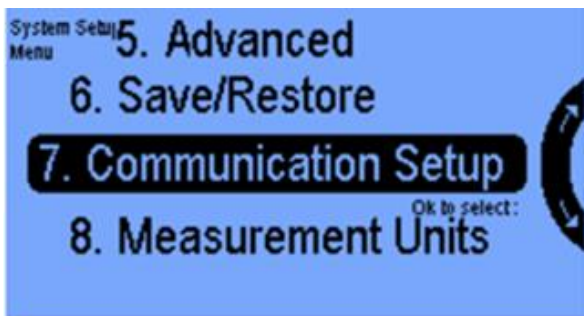 System Setup
Menu
5. Advanced
6. Save/Restore
7. Communication Setup
Ok to select:
8. Measurement Units